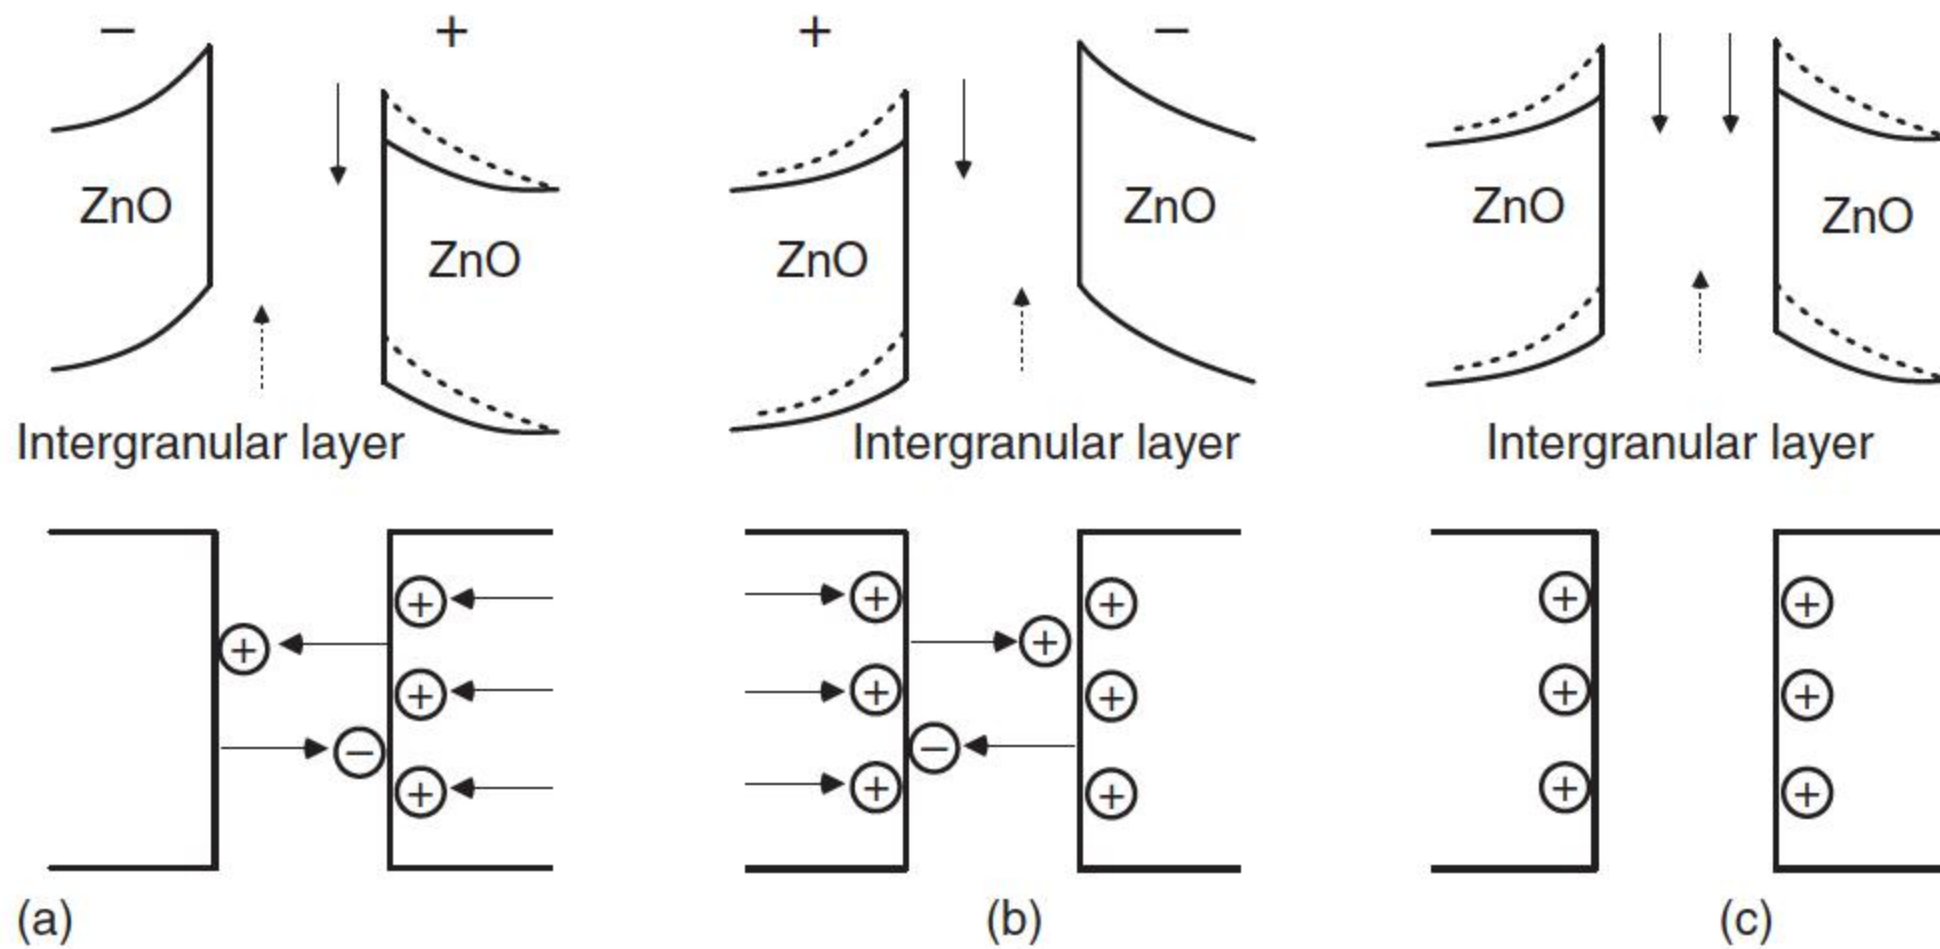 − +
ZnO
ZnO
Intergranular layer
+
+
+
−
+
(a)
+ −
ZnO
ZnO
Intergranular layer
+
+
+
+
+
−
+
+
(b)
ZnO
ZnO
Intergranular layer
+
+
+
+
+
+
(c)